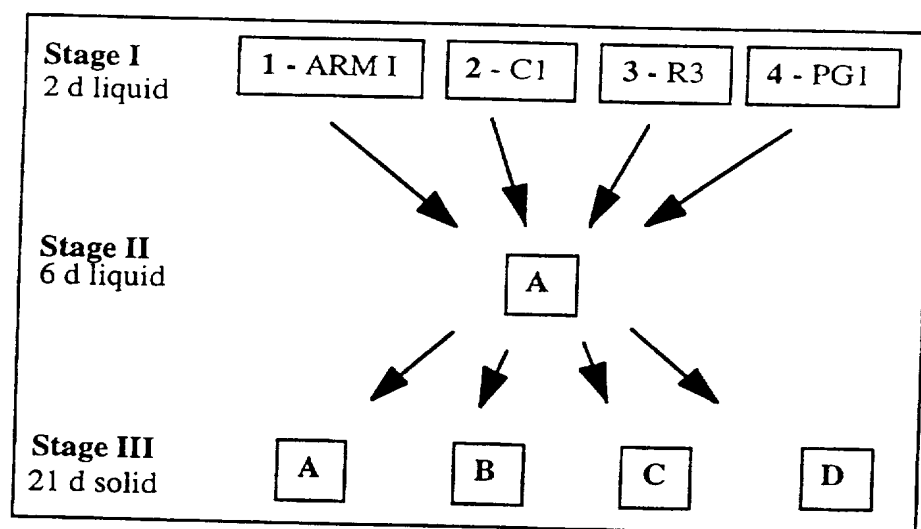 Stage I
2 d liquid
1 - ARM I
2 - C1
3 - R3
4 - PG1
Stage II
6 d liquid
A
Stage III
21 d solid
A
B
C
D